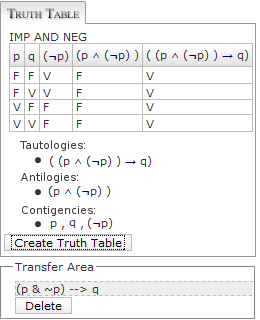 Truth Table
IMP AND NEG
p q (¬p) (p ∧ (¬p) ) ( (p ∧ (¬p) ) → q)
F F V F V
F V V F V
V F F F V
V V F F V
Tautologies:
• ( (p ∧ (¬p) ) → q)
Antilogies:
• (p ∧ (¬p) )
Contigencies:
• p , q , (¬p)
Create Truth Table
Transfer Area
(p & ~p) --> q
Delete